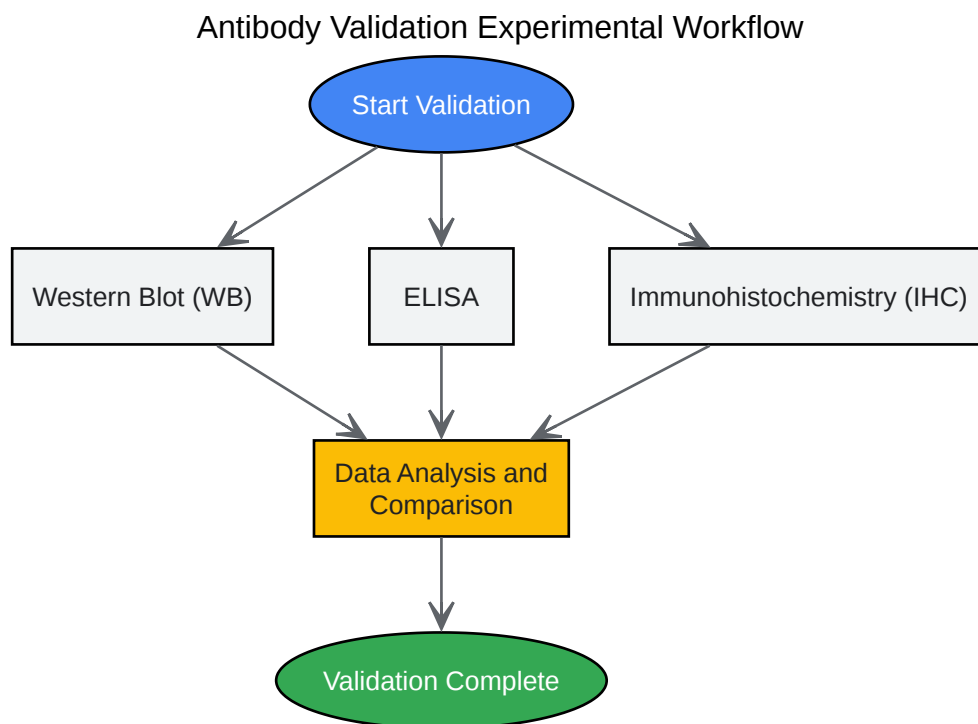 Antibody Validation Experimental Workflow
Start Validation
Western Blot (WB)
ELISA
Immunohistochemistry (IHC)
Data Analysis and
Comparison
Validation Complete